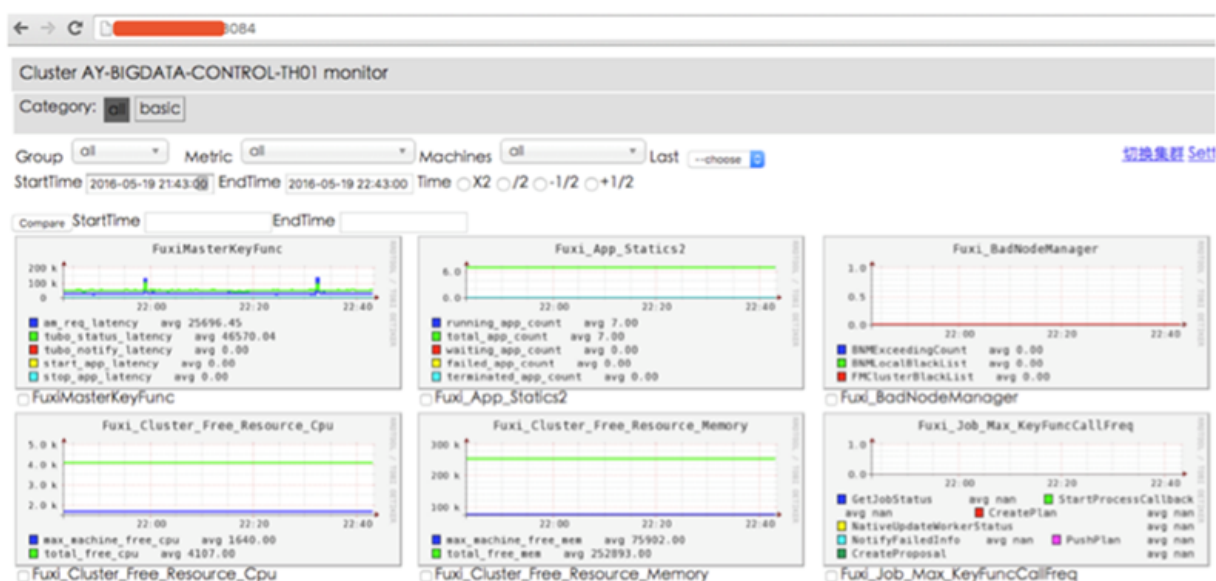 8084
Cluster AY-BIGDATA-CONTROL-TH01 monitor
Category: all basic
Group all Metric all Machines all Last --choose 切换集群 Sett
StartTime 2016-05-19 21:43:00 EndTime 2016-05-19 22:43:00 Time X2 /2 -1/2 +1/2
Compare StartTime EndTime
FuxiMasterKeyFunc
200 k
100 k
0
22:00 22:20 22:40
am_req_latency avg 25696.45
tubo_status_latency avg 46570.04
tubo_notify_latency avg 0.00
start_app_latency avg 0.00
stop_app_latency avg 0.00
FuxiMasterKeyFunc
Fuxi_App_Statics2
6.0
0.0
22:00 22:20 22:40
running_app_count avg 7.00
total_app_count avg 7.00
waiting_app_count avg 0.00
failed_app_count avg 0.00
terminated_app_count avg 0.00
Fuxi_App_Statics2
Fuxi_BadNodeManager
1.0
0.5
0.0
22:00 22:20 22:40
BNMExceedingCount avg 0.00
BNMLocalBlackList avg 0.00
FMClusterBlackList avg 0.00
Fuxi_BadNodeManager
Fuxi_Cluster_Free_Resource_Cpu
5.0 k
4.0 k
3.0 k
2.0 k
22:00 22:20 22:40
max_machine_free_cpu avg 1640.00
total_free_cpu avg 4107.00
Fuxi_Cluster_Free_Resource_Cpu
Fuxi_Cluster_Free_Resource_Memory
300 k
200 k
100 k
22:00 22:20 22:40
max_machine_free_mem avg 75902.00
total_free_mem avg 252893.00
Fuxi_Cluster_Free_Resource_Memory
Fuxi_Job_Max_KeyFuncCallFreq
1.0
0.0
22:00 22:20 22:40
GetJobStatus avg nan StartProcessCallback
avg nan CreatePlan avg nan
NativeUpdateWorkerStatus avg nan
NotifyFailedInfo avg nan PushPlan avg nan
CreateProposal avg nan
Fuxi_Job_Max_KeyFuncCallFreq